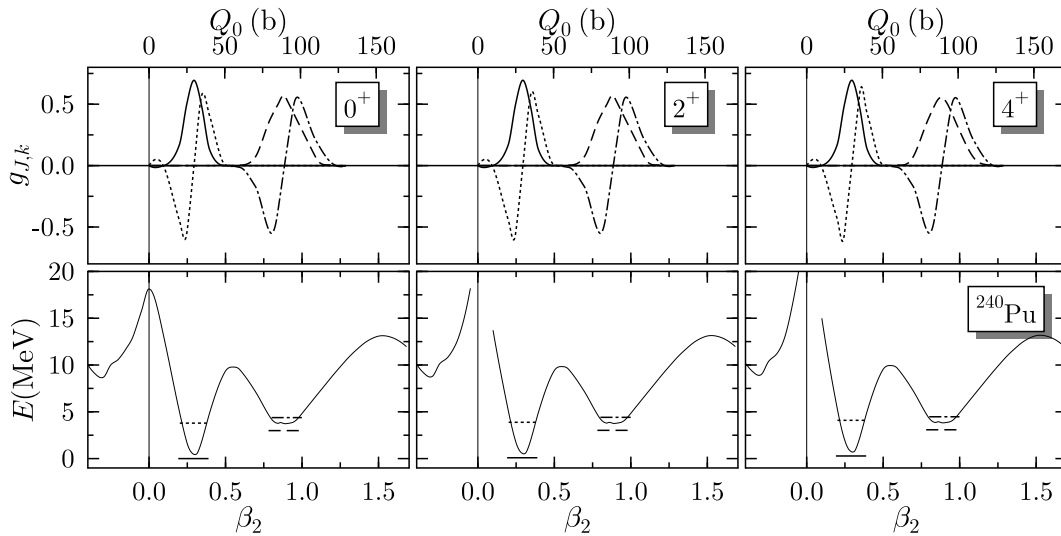 Q₀ (b) Q₀ (b) Q₀ (b)
0 50 100 150 0 50 100 150 0 50 100 150
g_{J,k} 0.5 0.0 -0.5
0⁺ 2⁺ 4⁺
E(MeV) 20 15 10 5 0
²⁴⁰Pu
0.0 0.5 1.0 1.5 0.0 0.5 1.0 1.5 0.0 0.5 1.0 1.5
β₂ β₂ β₂